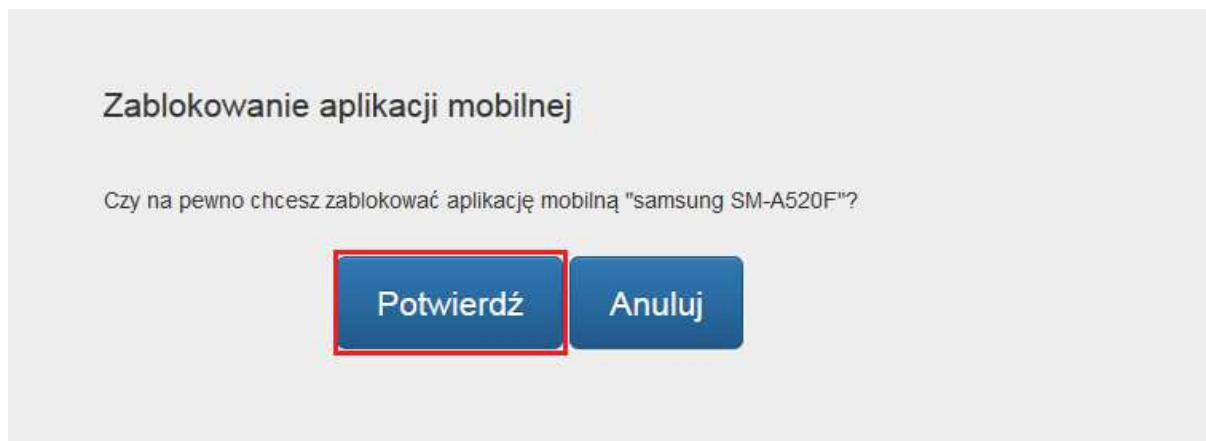 Zablokowanie aplikacji mobilnej
Czy na pewno chcesz zablokować aplikację mobilną "samsung SM-A520F"?
Potwierdź Anuluj